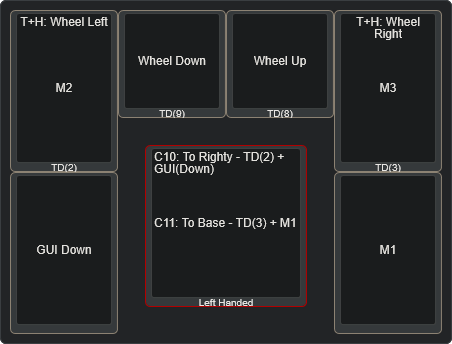 T+H: Wheel Left
M2
TD(2)
Wheel Down
TD(9)
Wheel Up
TD(8)
T+H: Wheel
Right
M3
TD(3)
C10: To Righty - TD(2) +
GUI(Down)
C11: To Base - TD(3) + M1
Left Handed
GUI Down
M1